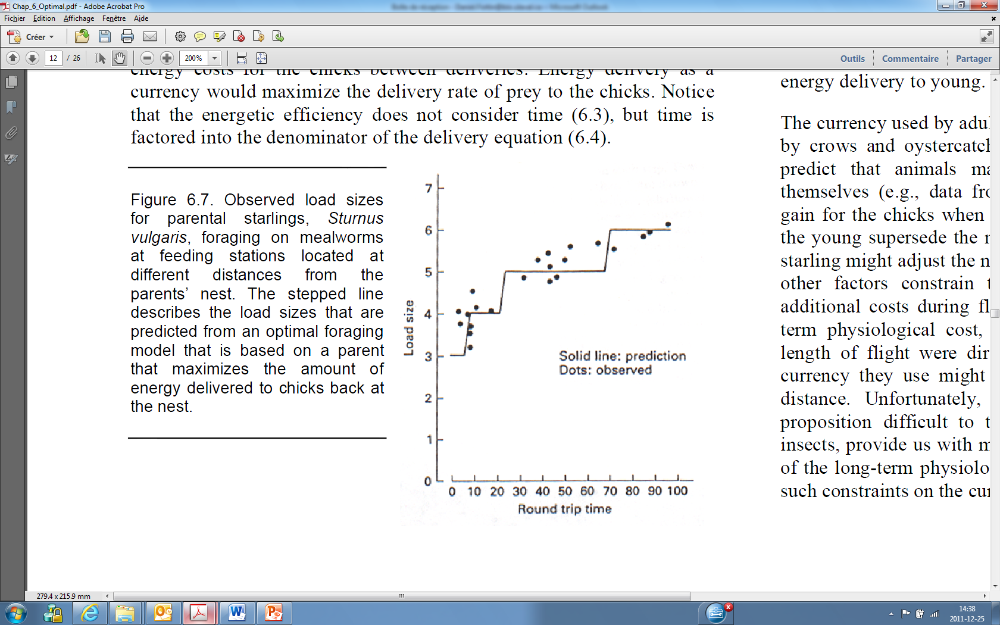 Chap_6_Optimal.pdf - Adobe Acrobat Pro
Fichier Edition Affichage Fenêtre Aide
Créer
12 / 26
200%
Outils Commentaire Partager
energy costs for the chicks between deliveries. Energy delivery as a
currency would maximize the delivery rate of prey to the chicks. Notice
that the energetic efficiency does not consider time (6.3), but time is
factored into the denominator of the delivery equation (6.4).
Figure 6.7. Observed load sizes
for parental starlings, Sturnus
vulgaris, foraging on mealworms
at feeding stations located at
different distances from the
parents' nest. The stepped line
describes the load sizes that are
predicted from an optimal foraging
model that is based on a parent
that maximizes the amount of
energy delivered to chicks back at
the nest.
7
6
5
4
3
2
1
0
Load size
Solid line: prediction
Dots: observed
0 10 20 30 40 50 60 70 80 90 100
Round trip time
energy delivery to young.
The currency used by adul
by crows and oystercatch
predict that animals ma
themselves (e.g., data fro
gain for the chicks when
the young supersede the n
starling might adjust the n
other factors constrain t
additional costs during fl
term physiological cost,
length of flight were dir
currency they use might
distance. Unfortunately,
proposition difficult to t
insects, provide us with m
of the long-term physiolo
such constraints on the cur
279.4 x 215.9 mm
14:38
2011-12-25